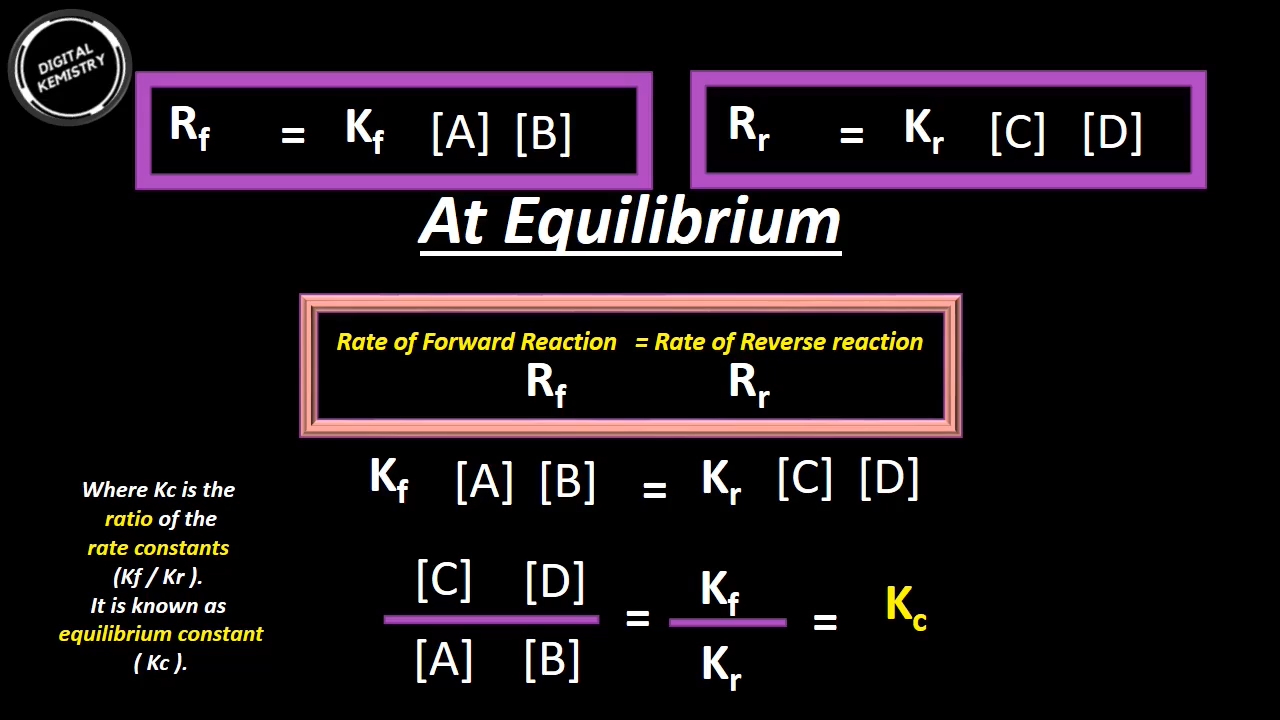 DIGITAL
KEMISTRY
Rf = Kf [A] [B]
Rr = Kr [C] [D]
At Equilibrium
Rate of Forward Reaction = Rate of Reverse reaction
Rf Rr
Kf [A] [B] = Kr [C] [D]
Where Kc is the
ratio of the
rate constants
(Kf / Kr ).
It is known as
equilibrium constant
( Kc ).
[C] [D]
[A] [B]
=
Kf
Kr
= Kc